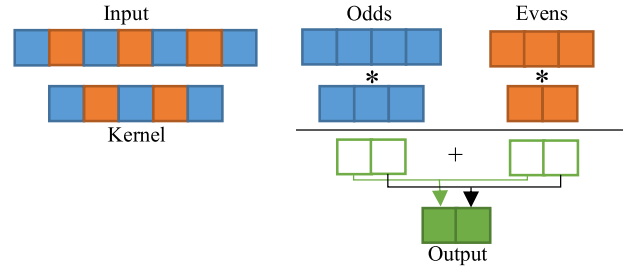 Input
Kernel
Odds
Evens
*
*
+
Output